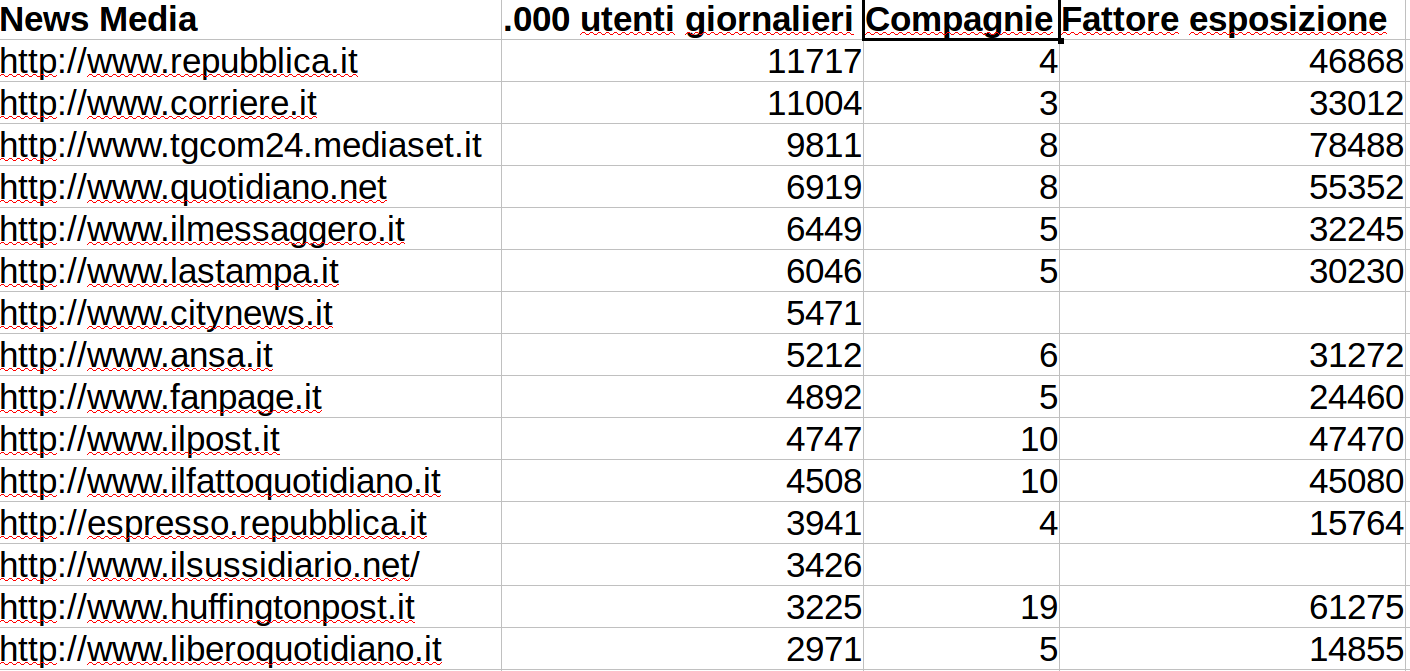 News Media .000 utenti giornalieri Compagnie Fattore esposizione
http://www.repubblica.it 11717 4 46868
http://www.corriere.it 11004 3 33012
http://www.tgcom24.mediaset.it 9811 8 78488
http://www.quotidiano.net 6919 8 55352
http://www.ilmessaggero.it 6449 5 32245
http://www.lastampa.it 6046 5 30230
http://www.citynews.it 5471
http://www.ansa.it 5212 6 31272
http://www.fanpage.it 4892 5 24460
http://www.ilpost.it 4747 10 47470
http://www.ilfattoquotidiano.it 4508 10 45080
http://espresso.repubblica.it 3941 4 15764
http://www.ilsussidiario.net/ 3426
http://www.huffingtonpost.it 3225 19 61275
http://www.liberoquotidiano.it 2971 5 14855